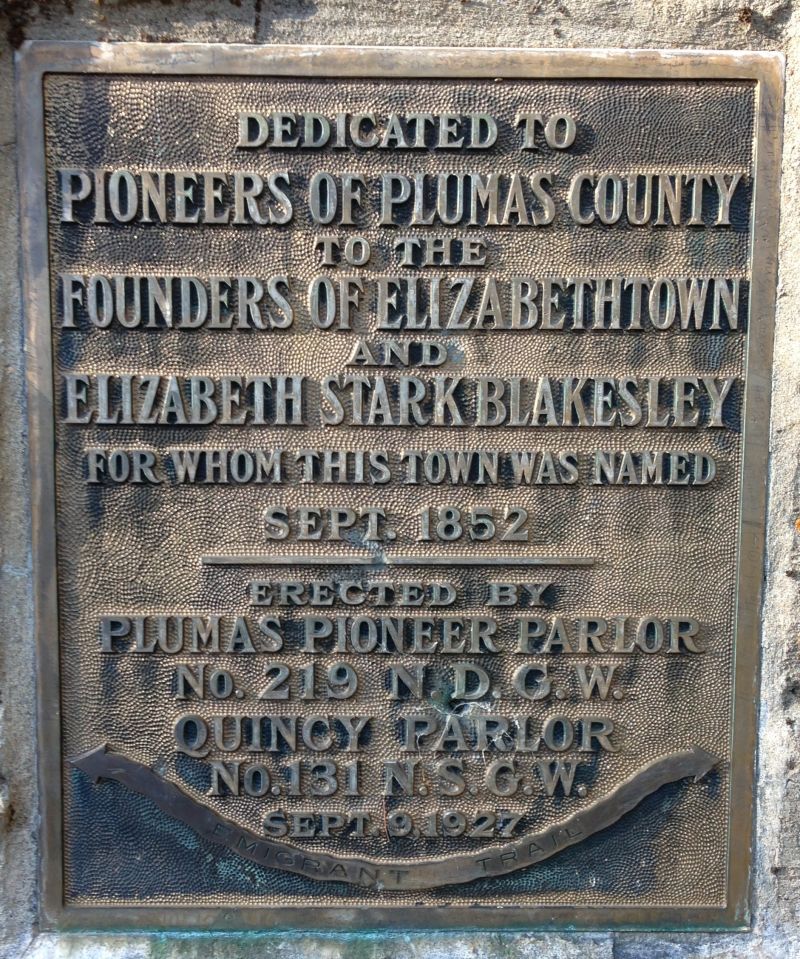 DEDICATED TO
PIONEERS OF PLUMAS COUNTY
TO THE
FOUNDERS OF ELIZABETHTOWN
AND
ELIZABETH STARK BLAKESLEY
FOR WHOM THIS TOWN WAS NAMED
SEPT. 1852
ERECTED BY
PLUMAS PIONEER PARLOR
No. 219 N.D.G.W.
QUINCY PARLOR
No. 131 N.S.G.W.
SEPT. 9. 1927
EMIGRANT TRAIL